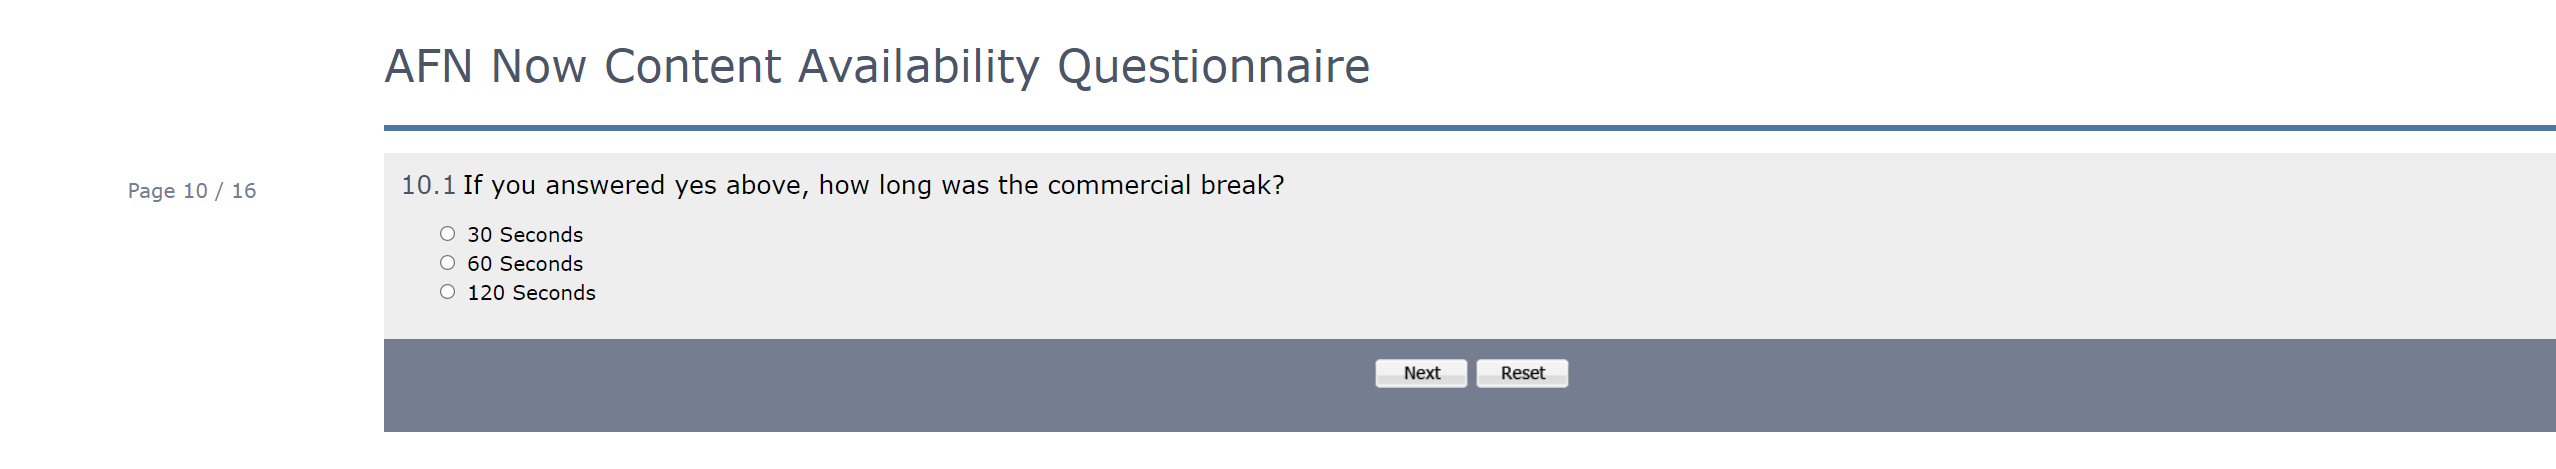 AFN Now Content Availability Questionnaire
Page 10 / 16
10.1 If you answered yes above, how long was the commercial break?
30 Seconds
60 Seconds
120 Seconds
Next Reset